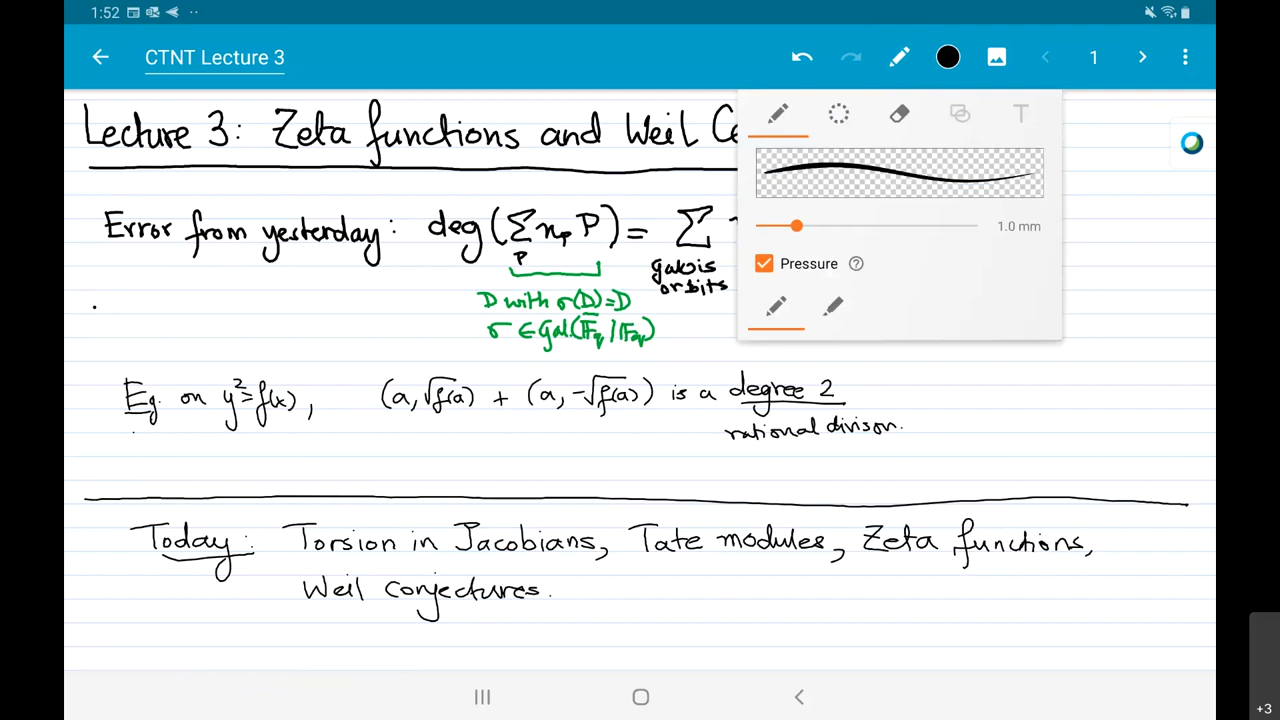 1:52
CTNT Lecture 3
1
Lecture 3: Zeta functions and Weil
Error from yesterday: deg(∑ n_p P) = ∑
P
galois
orbits
1.0 mm
Pressure
D with σ(D)=D
σ ∈ Gal(F̄_q/F_q)
Eg. on y²=f(x), (a, √f(a)) + (a, -√f(a)) is a degree 2
rational divisor.
Today: Torsion in Jacobians, Tate modules, Zeta functions,
Weil conjectures.
+3